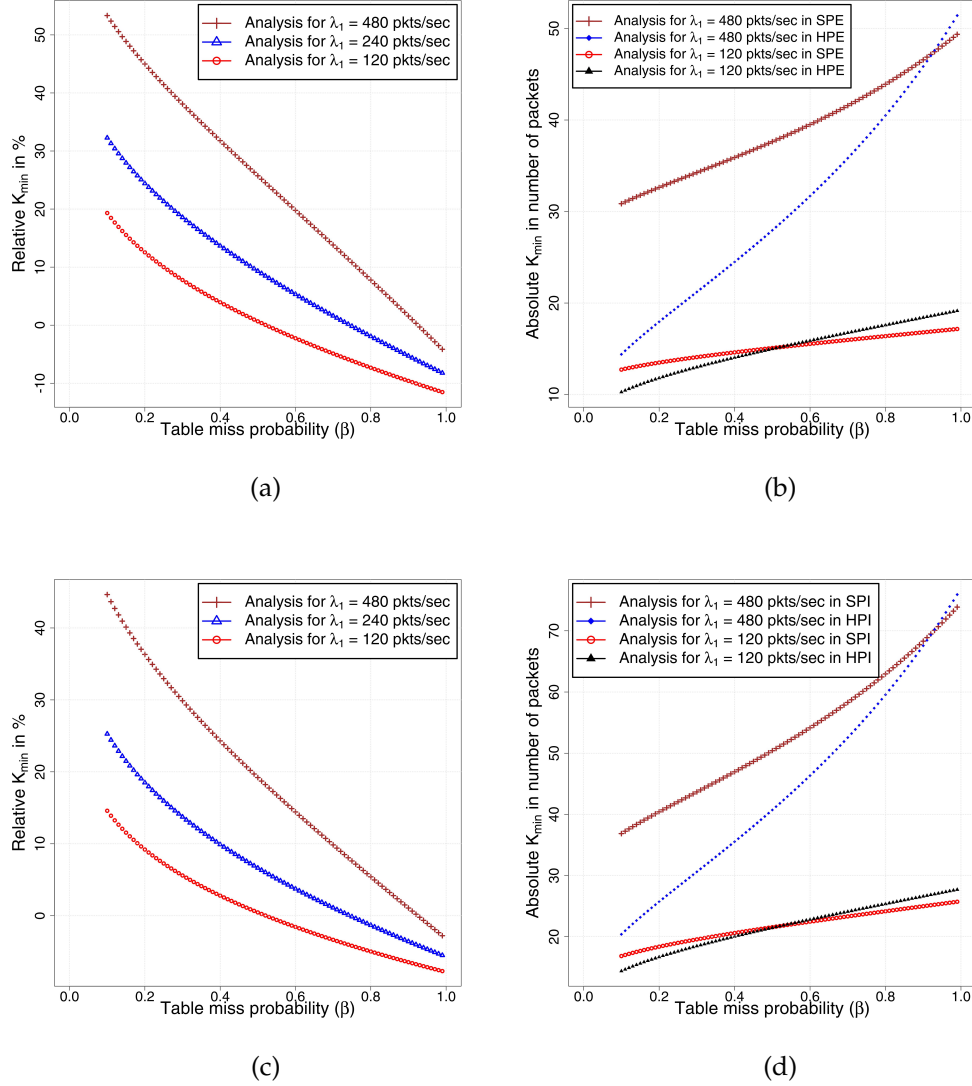 Analysis for λ₁ = 480 pkts/sec
Analysis for λ₁ = 240 pkts/sec
Analysis for λ₁ = 120 pkts/sec
Relative Kmin in %
50
40
30
20
10
0
-10
0.0 0.2 0.4 0.6 0.8 1.0
Table miss probability (β)
(a)
Analysis for λ₁ = 480 pkts/sec in SPE
Analysis for λ₁ = 480 pkts/sec in HPE
Analysis for λ₁ = 120 pkts/sec in SPE
Analysis for λ₁ = 120 pkts/sec in HPE
Absolute Kmin in number of packets
50
40
30
20
10
0.0 0.2 0.4 0.6 0.8 1.0
Table miss probability (β)
(b)
Analysis for λ₁ = 480 pkts/sec
Analysis for λ₁ = 240 pkts/sec
Analysis for λ₁ = 120 pkts/sec
Relative Kmin in %
40
30
20
10
0
0.0 0.2 0.4 0.6 0.8 1.0
Table miss probability (β)
(c)
Analysis for λ₁ = 480 pkts/sec in SPI
Analysis for λ₁ = 480 pkts/sec in HPI
Analysis for λ₁ = 120 pkts/sec in SPI
Analysis for λ₁ = 120 pkts/sec in HPI
Absolute Kmin in number of packets
70
60
50
40
30
20
0.0 0.2 0.4 0.6 0.8 1.0
Table miss probability (β)
(d)